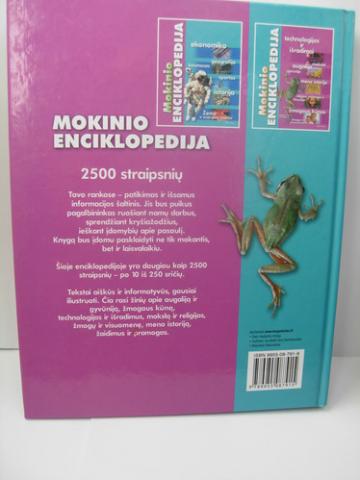 ekonomika
istorija
Mokinio
ENCIKLOPEDIJA
technologijos ir
išradimai
Mokinio
ENCIKLOPEDIJA
MOKINIO
ENCIKLOPEDIJA
2500 straipsnių
Tavo rankose – patikimas ir išsamus
informacijos šaltinis. Jis bus puikus
pagalbininkas ruošiant namų darbus,
sprendžiant kryžiažodžius,
ieškant įdomybių apie pasaulį.
Knygą bus įdomu pasklaidyti ne tik mokantis,
bet ir laisvalaikiu.
Šioje enciklopedijoje yra daugiau kaip 2500
straipsnių – po 10 iš 250 sričių.
Tekstai aiškūs ir informatyvūs, gausiai
iliustruoti. Čia rasi žinių apie augaliją ir
gyvūniją, žmogaus kūną,
technologijas ir išradimus, mokslą ir religijas,
žmogų ir visuomenę, meno istoriją,
žaidimus ir pramogas.